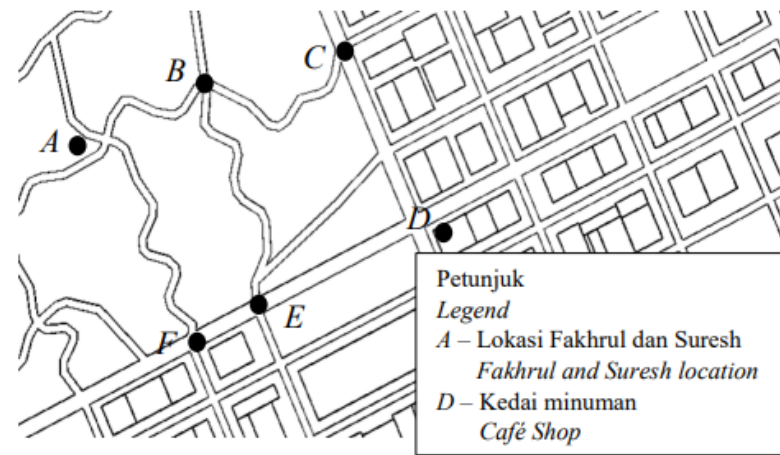 C
B
A
D
E
F
Petunjuk
Legend
A – Lokasi Fakhrul dan Suresh
Fakhrul and Suresh location
D – Kedai minuman
Café Shop